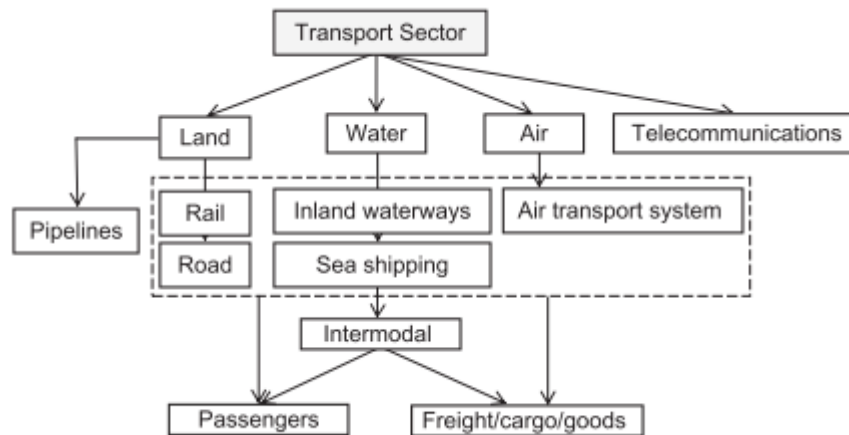 Transport Sector
Land
Water
Air
Telecommunications
Rail
Inland waterways
Air transport system
Pipelines
Road
Sea shipping
Intermodal
Passengers
Freight/cargo/goods